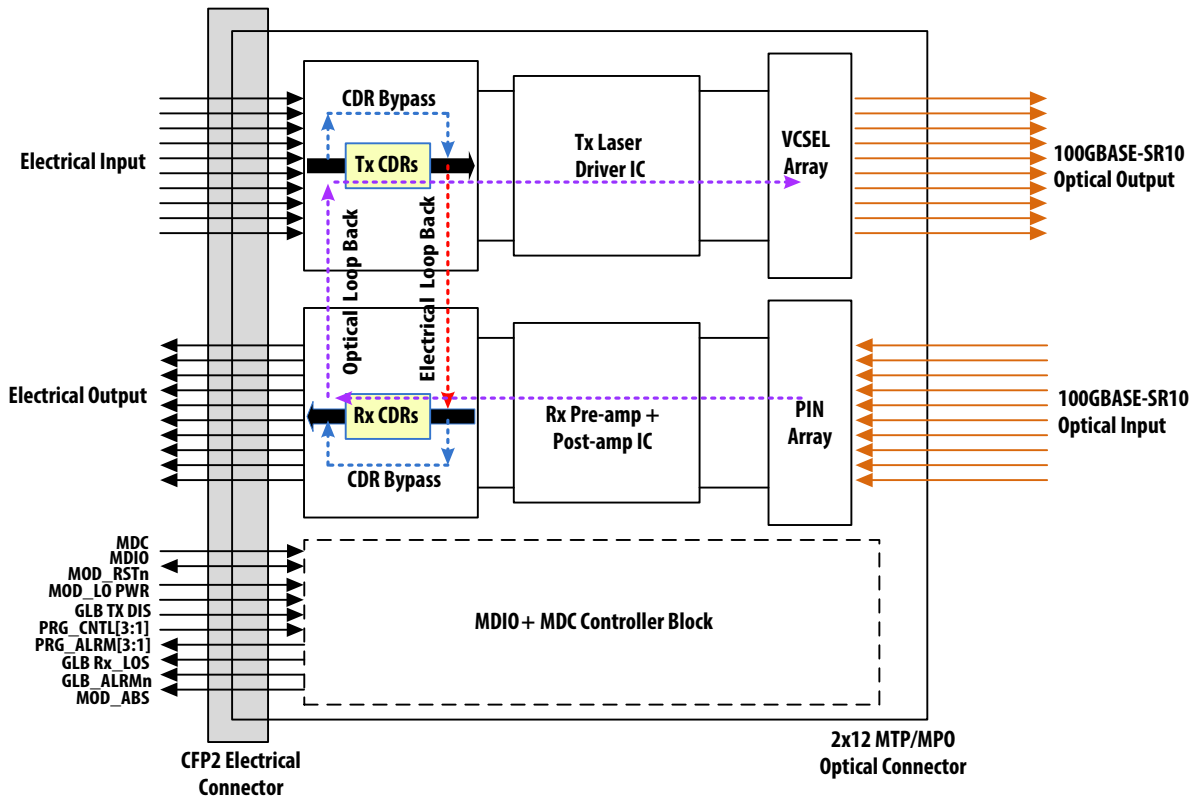 CDR Bypass
Tx CDRs
Electrical Input
Tx Laser
Driver IC
VCSEL
Array
100GBASE-SR10
Optical Output
Optical Loop Back
Electrical Loop Back
Electrical Output
Rx CDRs
CDR Bypass
Rx Pre-amp +
Post-amp IC
PIN
Array
100GBASE-SR10
Optical Input
MDC
MDIO
MOD_RSTn
MOD_LO PWR
GLB TX DIS
PRG_CNTL[3:1]
PRG_ALRM[3:1]
GLB Rx_LOS
GLB_ALRMn
MOD_ABS
MDIO + MDC Controller Block
CFP2 Electrical
Connector
2x12 MTP/MPO
Optical Connector